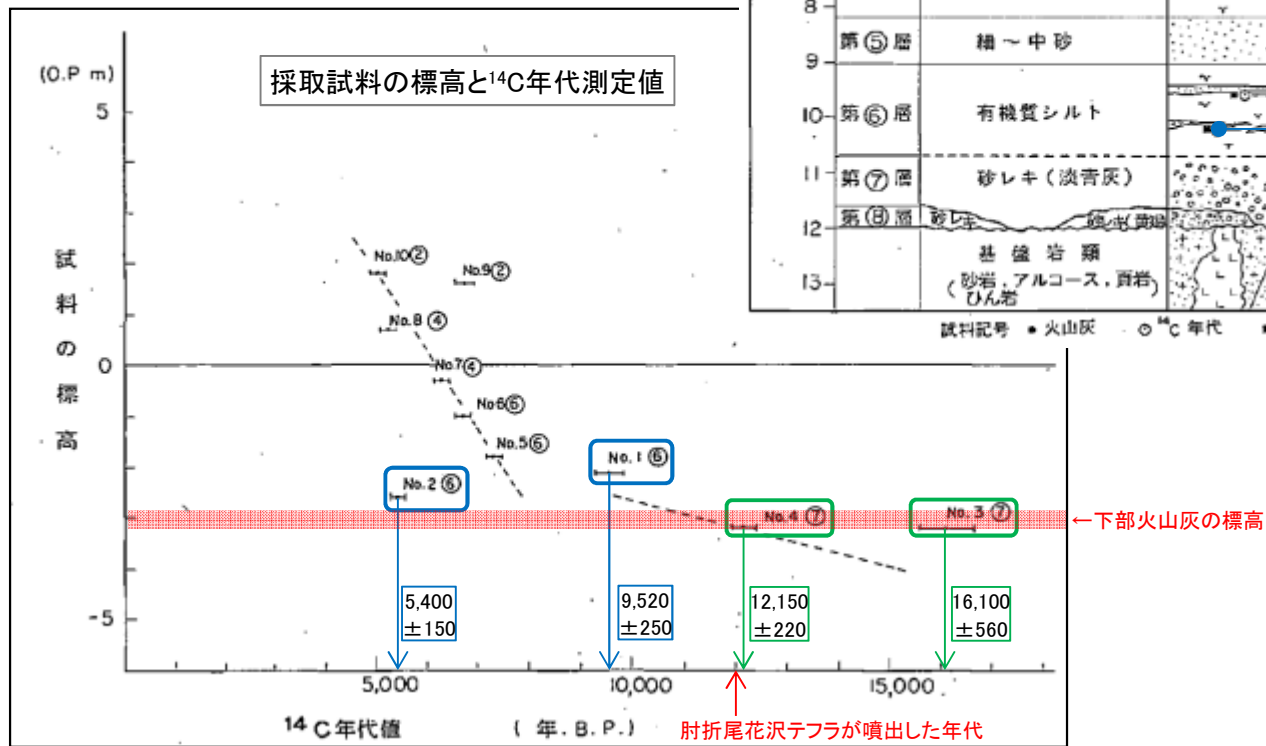 採取試料の標高と¹⁴C年代測定値
(O.P m)
5
0
-5
試料の標高
No.10②
No.9②
No.8④
No.7④
No6⑥
No.5⑥
No.1⑥
No.2⑥
No.4⑦
No.3⑦
←下部火山灰の標高
5,400
±150
9,520
±250
12,150
±220
16,100
±560
5,000
10,000
15,000
¹⁴C年代値 (年.B.P.)
肘折尾花沢テフラが噴出した年代
8
第⑤層 細～中砂
9
10 第⑥層 有機質シルト
11 第⑦層 砂レキ(淡青灰)
第⑧層 砂レキ
12
基盤岩類
13 (砂岩,アルコース,頁岩)
ひん岩
試料記号 ●火山灰 ⊙¹⁴C年代